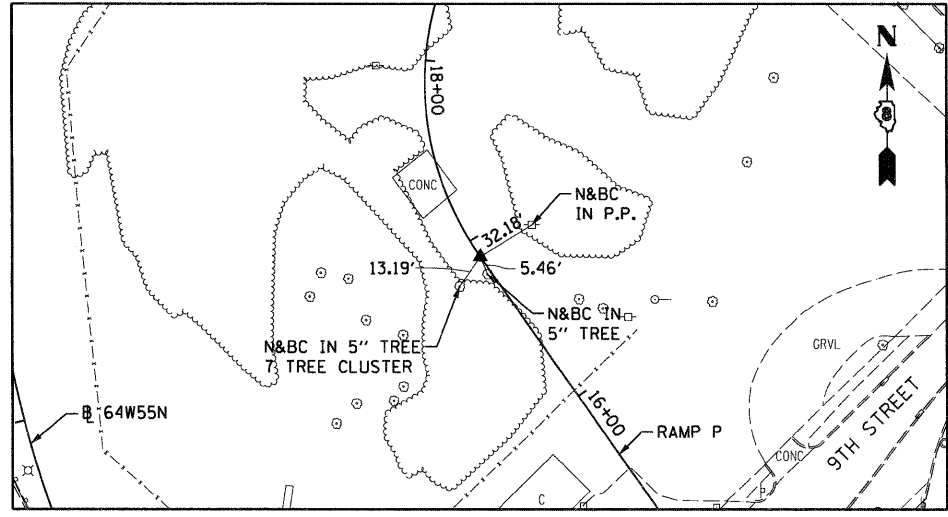 N
8
18+00
CONC
N&BC
IN P.P.
32.18'
13.19'
5.46'
N&BC IN
5" TREE
N&BC IN 5" TREE
7 TREE CLUSTER
GRVL
16+00
RAMP P
64W55N
9TH STREET
CONC
C
P